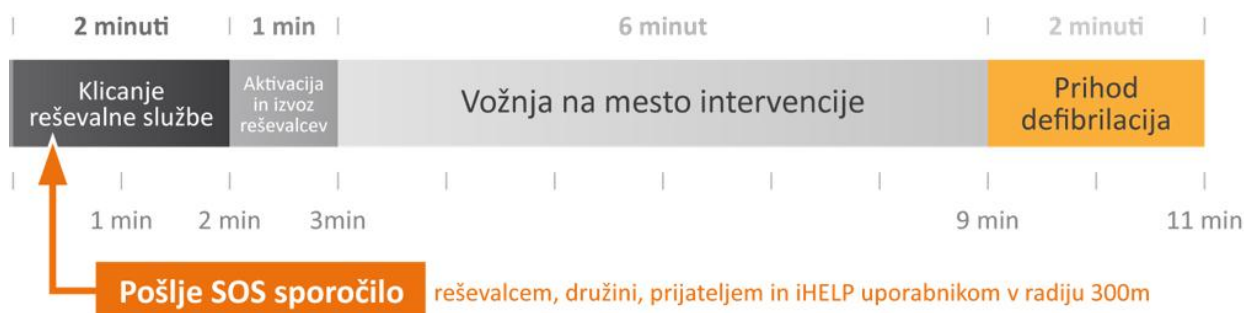 2 minuti
1 min
6 minut
2 minuti
Klicanje
reševalne službe
Aktivacija
in izvoz
reševalcev
Vožnja na mesto intervencije
Prihod
defibrilacija
1 min
2 min
3min
9 min
11 min
Pošlje SOS sporočilo
reševalcem, družini, prijateljem in iHELP uporabnikom v radiju 300m